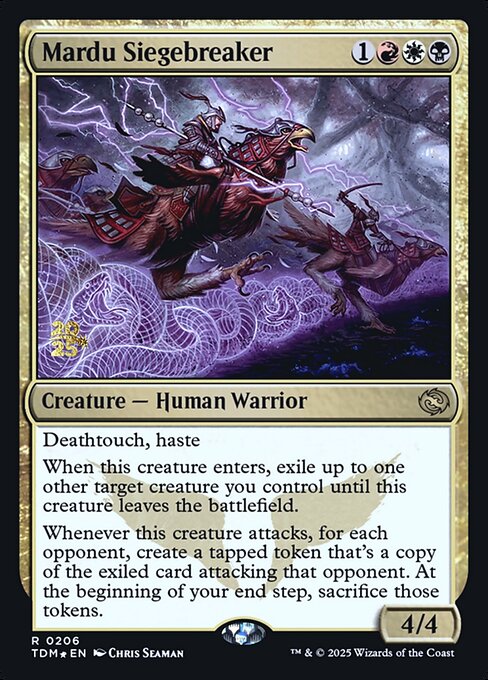 Mardu Siegebreaker 1
20
25
Creature — Human Warrior
Deathtouch, haste
When this creature enters, exile up to one
other target creature you control until this
creature leaves the battlefield.
Whenever this creature attacks, for each
opponent, create a tapped token that's a copy
of the exiled card attacking that opponent. At
the beginning of your end step, sacrifice those
tokens.
4/4
R 0206
TDM★EN Chris Seaman
™ & © 2025 Wizards of the Coast